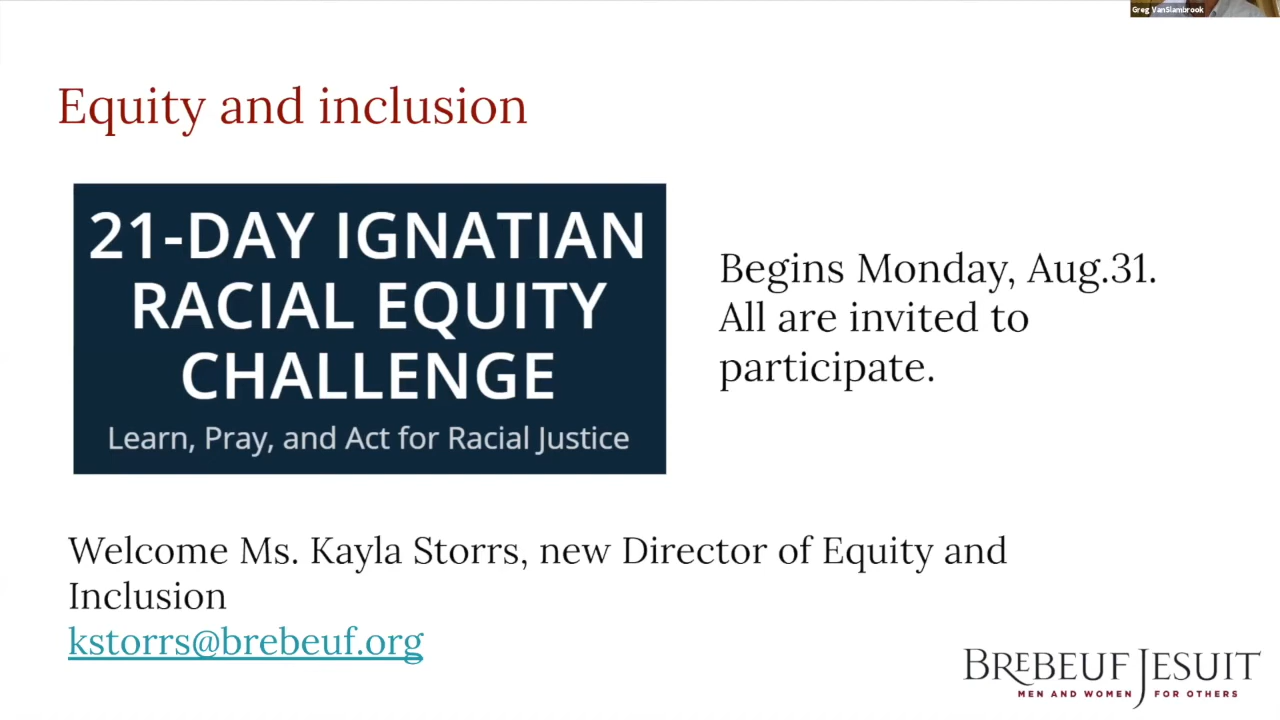 Greg VanSlambrook
Equity and inclusion
21-DAY IGNATIAN
RACIAL EQUITY
CHALLENGE
Learn, Pray, and Act for Racial Justice
Begins Monday, Aug.31.
All are invited to
participate.
Welcome Ms. Kayla Storrs, new Director of Equity and
Inclusion
kstorrs@brebeuf.org
BREBEUF JESUIT
MEN AND WOMEN FOR OTHERS